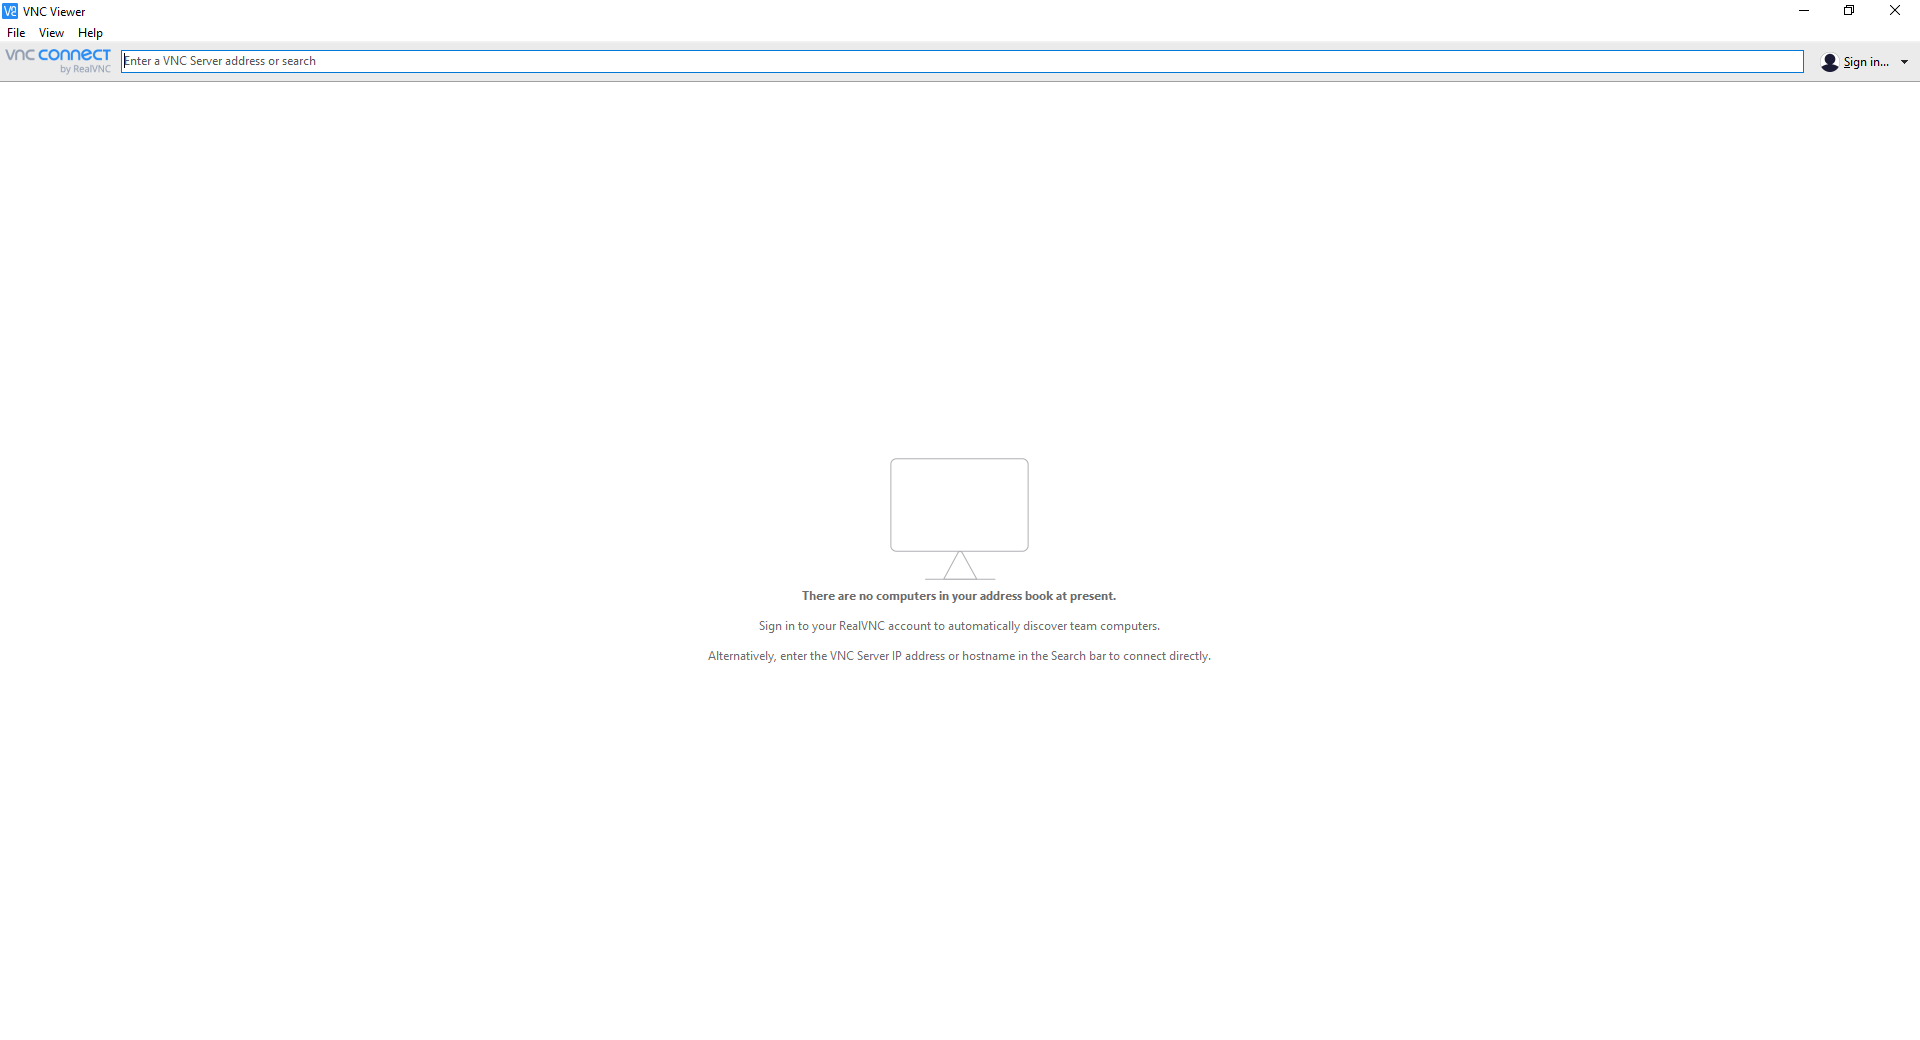 VNC Viewer
File View Help
vnc connect
by RealVNC
Enter a VNC Server address or search
Sign in...
There are no computers in your address book at present.
Sign in to your RealVNC account to automatically discover team computers.
Alternatively, enter the VNC Server IP address or hostname in the Search bar to connect directly.